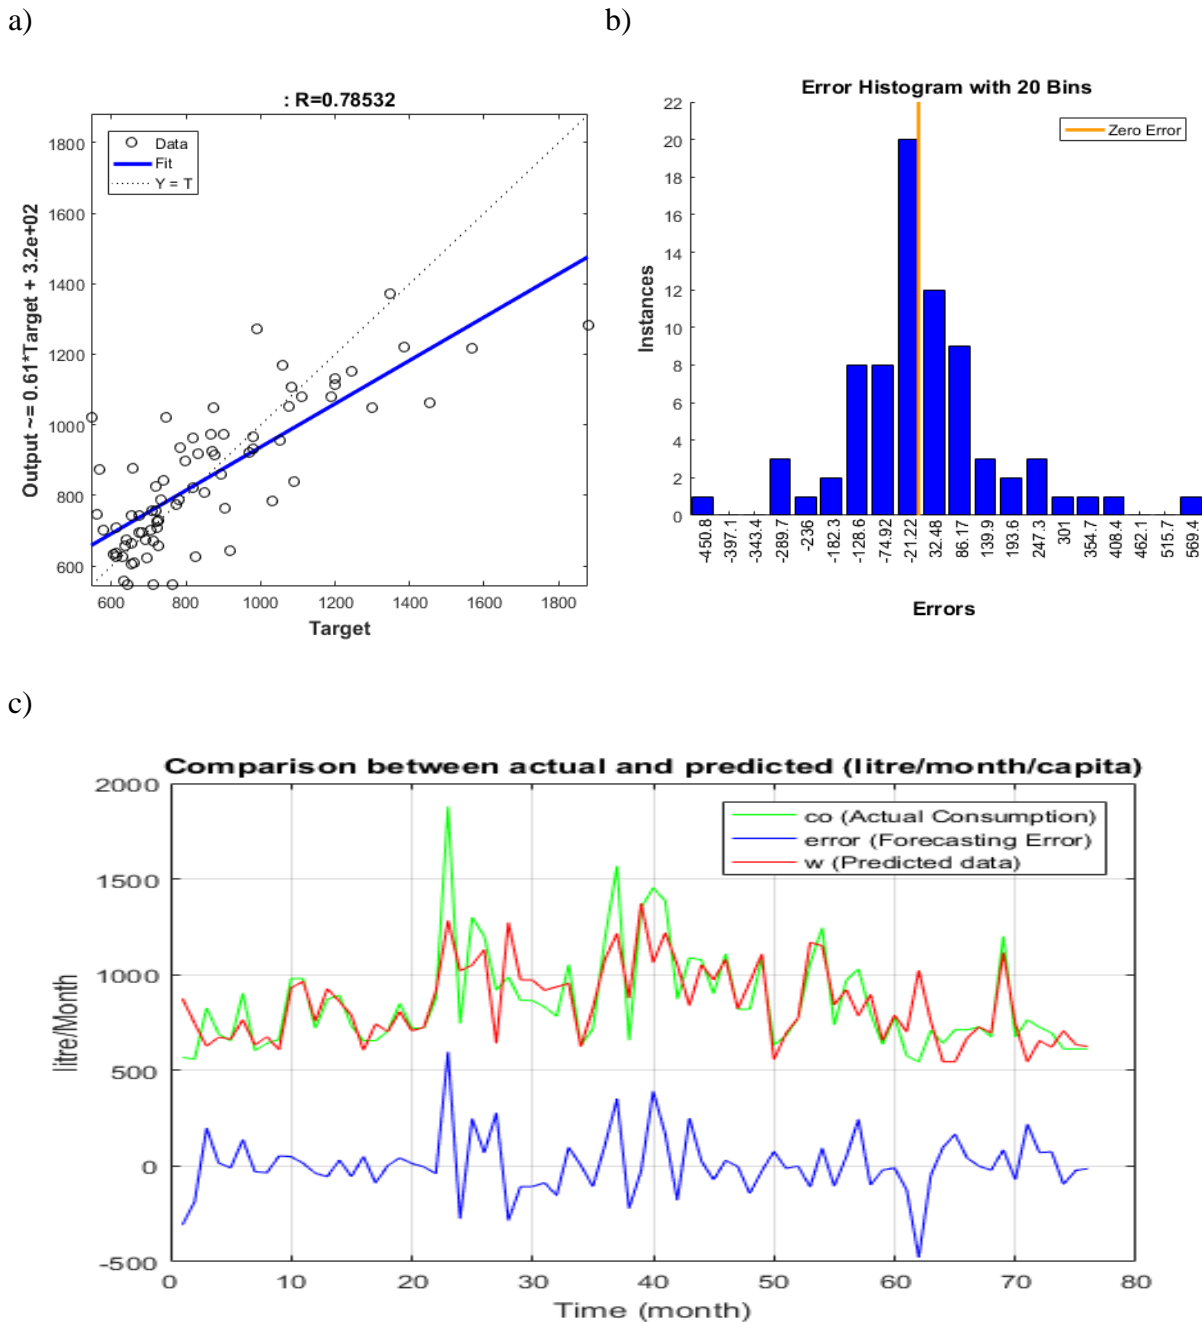 a)
b)
: R=0.78532
Output ~= 0.61*Target + 3.2e+02
1800
1600
1400
1200
1000
800
600
Data
Fit
Y = T
600 800 1000 1200 1400 1600 1800
Target
Error Histogram with 20 Bins
Instances
22
20
18
16
14
12
10
8
6
4
2
0
Zero Error
-450.8
-397.1
-343.4
-289.7
-236
-182.3
-128.6
-74.92
-21.22
32.48
86.17
139.9
193.6
247.3
301
354.7
408.4
462.1
515.7
569.4
Errors
c)
Comparison between actual and predicted (litre/month/capita)
litre/Month
2000
1500
1000
500
0
-500
co (Actual Consumption)
error (Forecasting Error)
w (Predicted data)
0 10 20 30 40 50 60 70 80
Time (month)